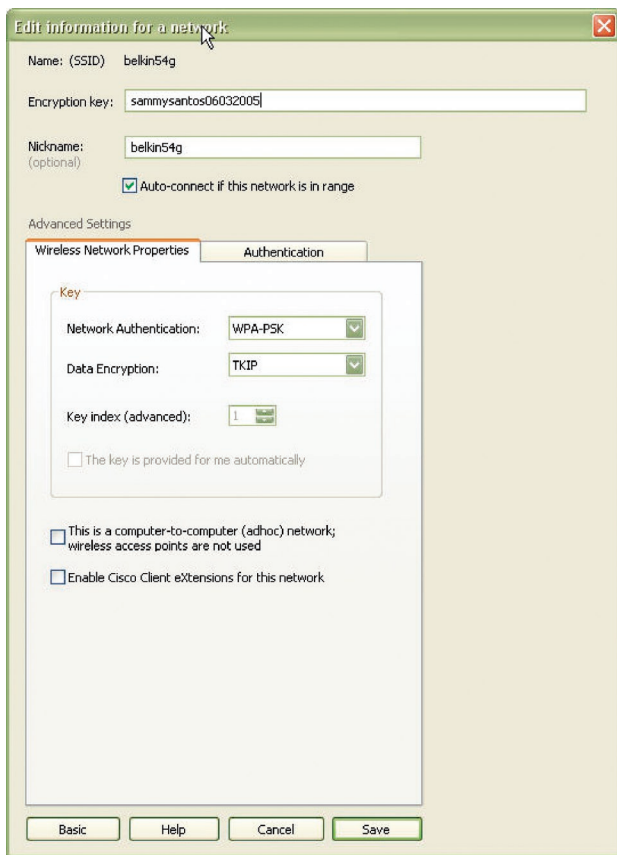 Edit information for a network
Name: (SSID) belkin54g
Encryption key: sammysantos06032005
Nickname: belkin54g
(optional)
Auto-connect if this network is in range
Advanced Settings
Wireless Network Properties Authentication
Key
Network Authentication: WPA-PSK
Data Encryption: TKIP
Key index (advanced): 1
The key is provided for me automatically
This is a computer-to-computer (adhoc) network;
wireless access points are not used
Enable Cisco Client eXtensions for this network
Basic Help Cancel Save